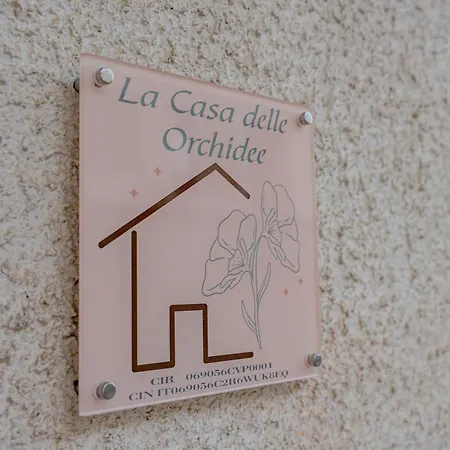 La Casa delle
Orchidee
CIR 069056CVP0001
CIN IT069056C2R6WUK8EQ